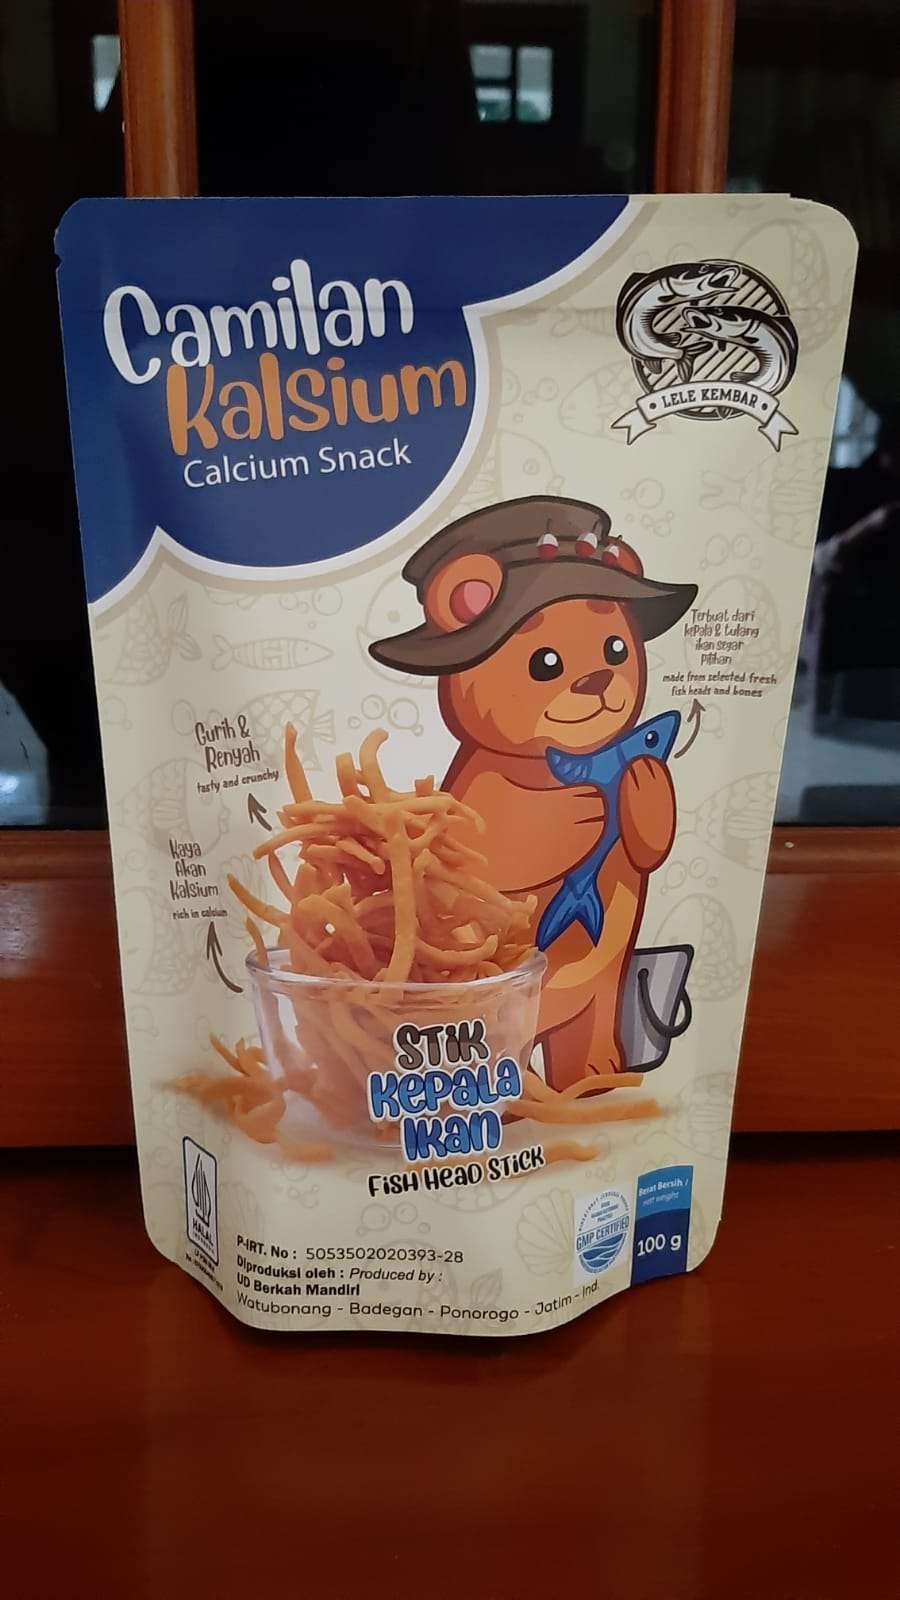 Camilan
Kalsium
Calcium Snack
LELE KEMBAR
Terbuat dari
kepala & tulang
ikan segar
Pilihan
made from selected fresh
fish heads and bones
Gurih &
Renyah
tasty and crunchy
Kaya
Akan
Kalsium
rich in calcium
STiK
Kepala
Ikan
Fish Head Stick
HALAL
INDONESIA
GMP CERTIFIED
Berat Bersih /
net weight
100 g
P-IRT. No : 5053502020393-28
Diproduksi oleh : Produced by :
UD Berkah Mandiri
Watubonang - Badegan - Ponorogo - Jatim - Ind.